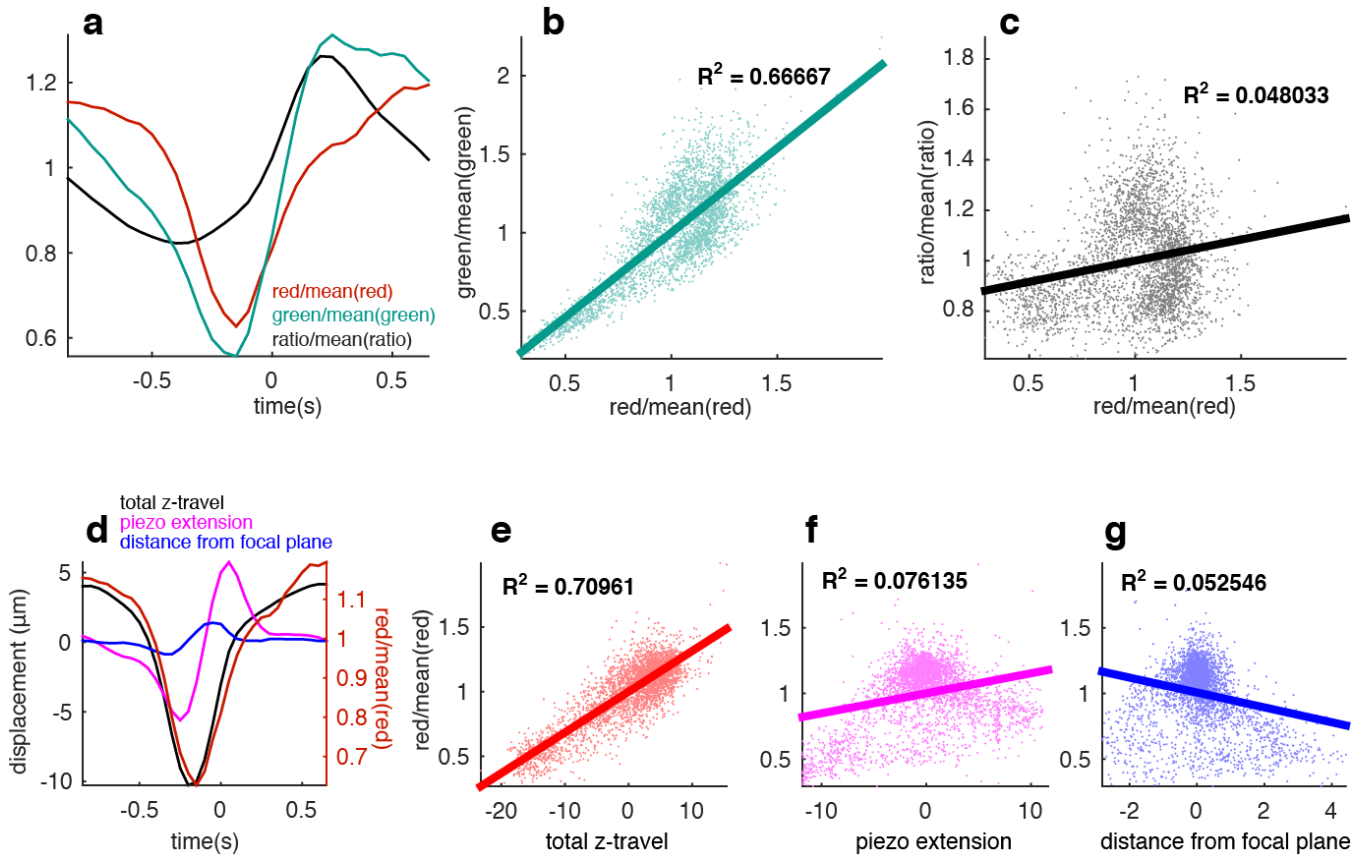 a
1.2
1
0.8
0.6
-0.5
0
0.5
time(s)
red/mean(red)
green/mean(green)
ratio/mean(ratio)
b
R² = 0.66667
2
1.5
1
0.5
green/mean(green)
0.5
1
1.5
red/mean(red)
c
R² = 0.048033
1.8
1.6
1.4
1.2
1
0.8
ratio/mean(ratio)
0.5
1
1.5
red/mean(red)
total z-travel
piezo extension
distance from focal plane
d
5
0
-5
-10
displacement (µm)
1.1
1
0.9
0.8
0.7
red/mean(red)
-0.5
0
0.5
time(s)
e
R² = 0.70961
1.5
1
0.5
red/mean(red)
-20
-10
0
10
total z-travel
f
R² = 0.076135
1.5
1
0.5
-10
0
10
piezo extension
g
R² = 0.052546
1.5
1
0.5
-2
0
2
4
distance from focal plane